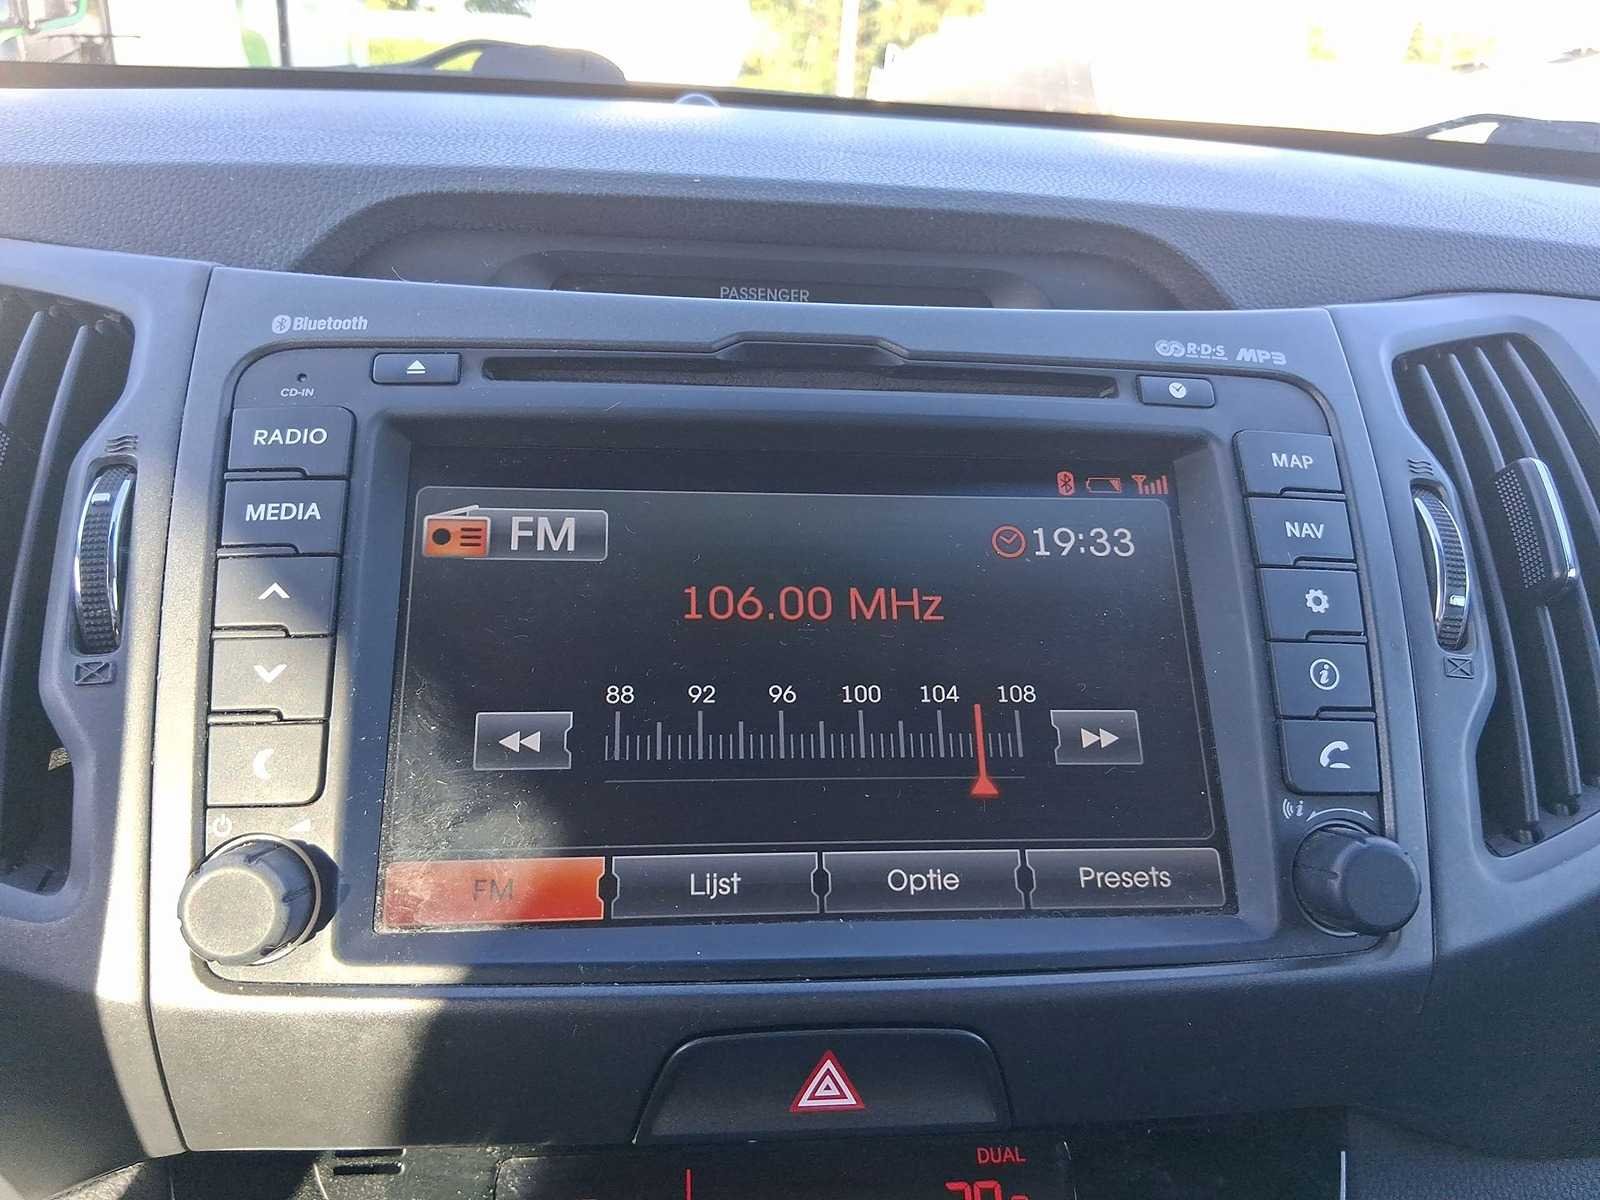 PASSENGER
Bluetooth
R·D·S MP3
CD-IN
RADIO
MEDIA
MAP
NAV
FM
19:33
106.00 MHz
88 92 96 100 104 108
FM Lijst Optie Presets
DUAL